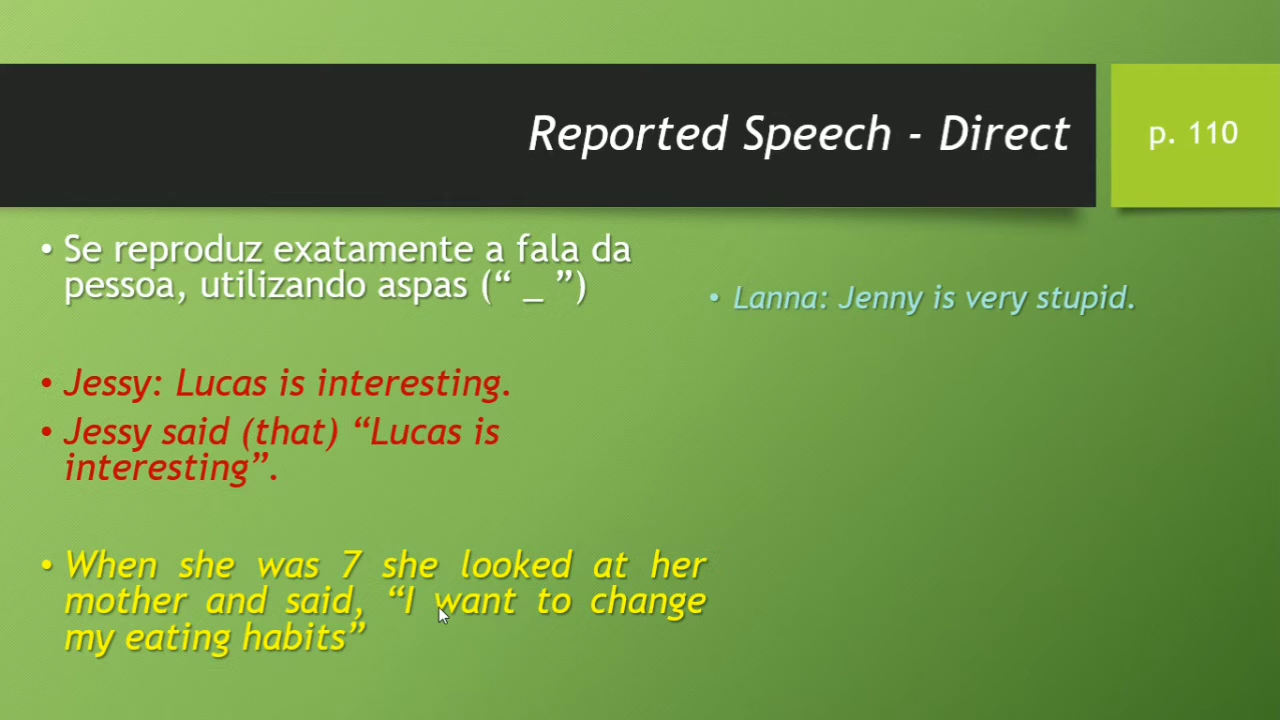 Reported Speech - Direct
p. 110
• Se reproduz exatamente a fala da
pessoa, utilizando aspas (“ _ ”)
• Jessy: Lucas is interesting.
• Jessy said (that) “Lucas is
interesting”.
• When she was 7 she looked at her
mother and said, “I want to change
my eating habits”
• Lanna: Jenny is very stupid.